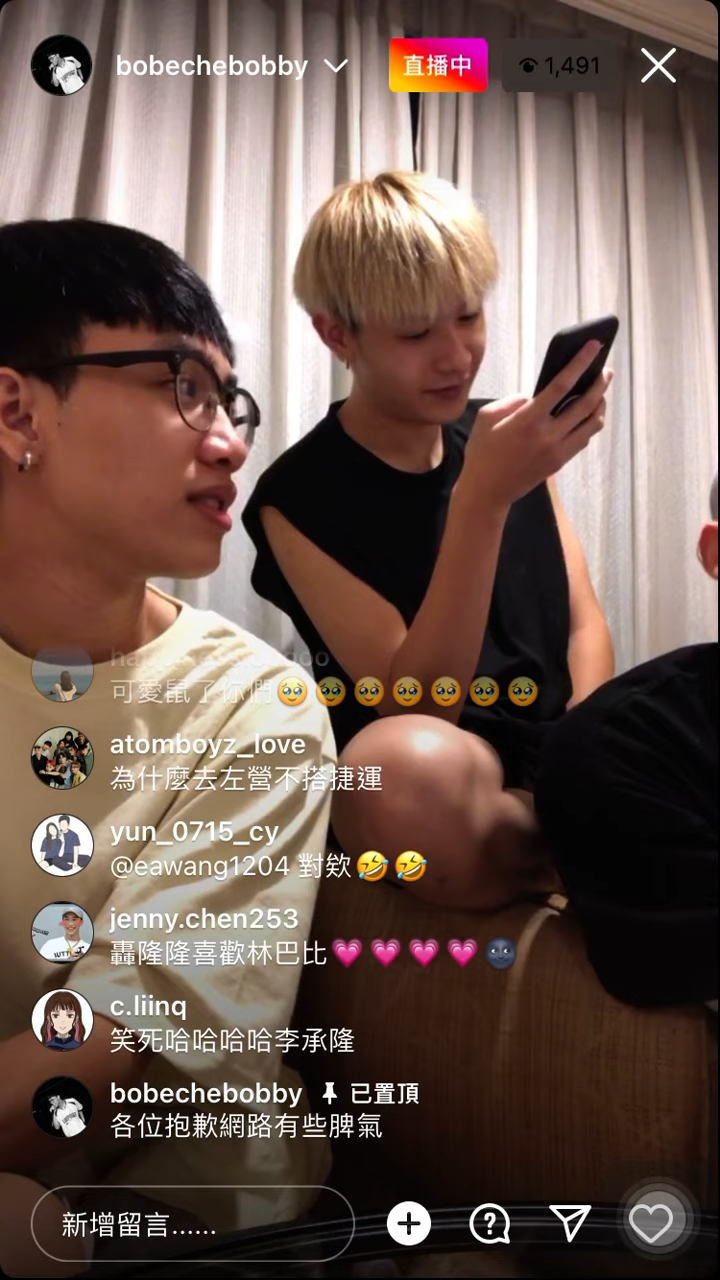 bobechebobby
直播中
1,491
可愛鼠了你們🥹🥹🥹🥹🥹🥹🥹
atomboyz_love
為什麼去左營不搭捷運
yun_0715_cy
@eawang1204 對欸🤣🤣
jenny.chen253
轟隆隆喜歡林巴比💗💗💗💗🌚
c.liinq
笑死哈哈哈哈李承隆
bobechebobby 已置頂
各位抱歉網路有些脾氣
新增留言......